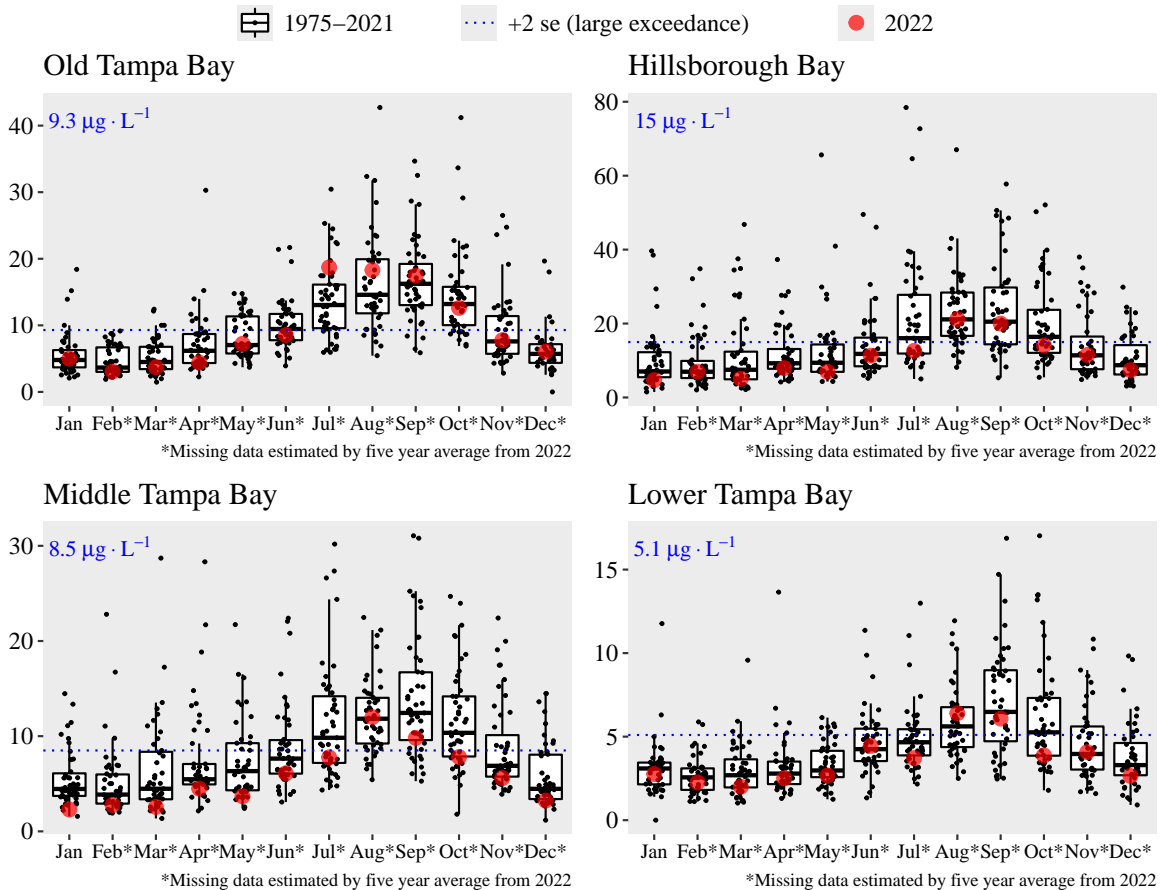 1975–2021 +2 se (large exceedance) 2022
Old Tampa Bay
9.3 μg · L⁻¹
40
30
20
10
0
Jan Feb* Mar* Apr* May* Jun* Jul* Aug* Sep* Oct* Nov* Dec*
*Missing data estimated by five year average from 2022
Hillsborough Bay
15 μg · L⁻¹
80
60
40
20
0
Jan Feb* Mar* Apr* May* Jun* Jul* Aug* Sep* Oct* Nov* Dec*
*Missing data estimated by five year average from 2022
Middle Tampa Bay
8.5 μg · L⁻¹
30
20
10
0
Jan Feb* Mar* Apr* May* Jun* Jul* Aug* Sep* Oct* Nov* Dec*
*Missing data estimated by five year average from 2022
Lower Tampa Bay
5.1 μg · L⁻¹
15
10
5
0
Jan Feb* Mar* Apr* May* Jun* Jul* Aug* Sep* Oct* Nov* Dec*
*Missing data estimated by five year average from 2022